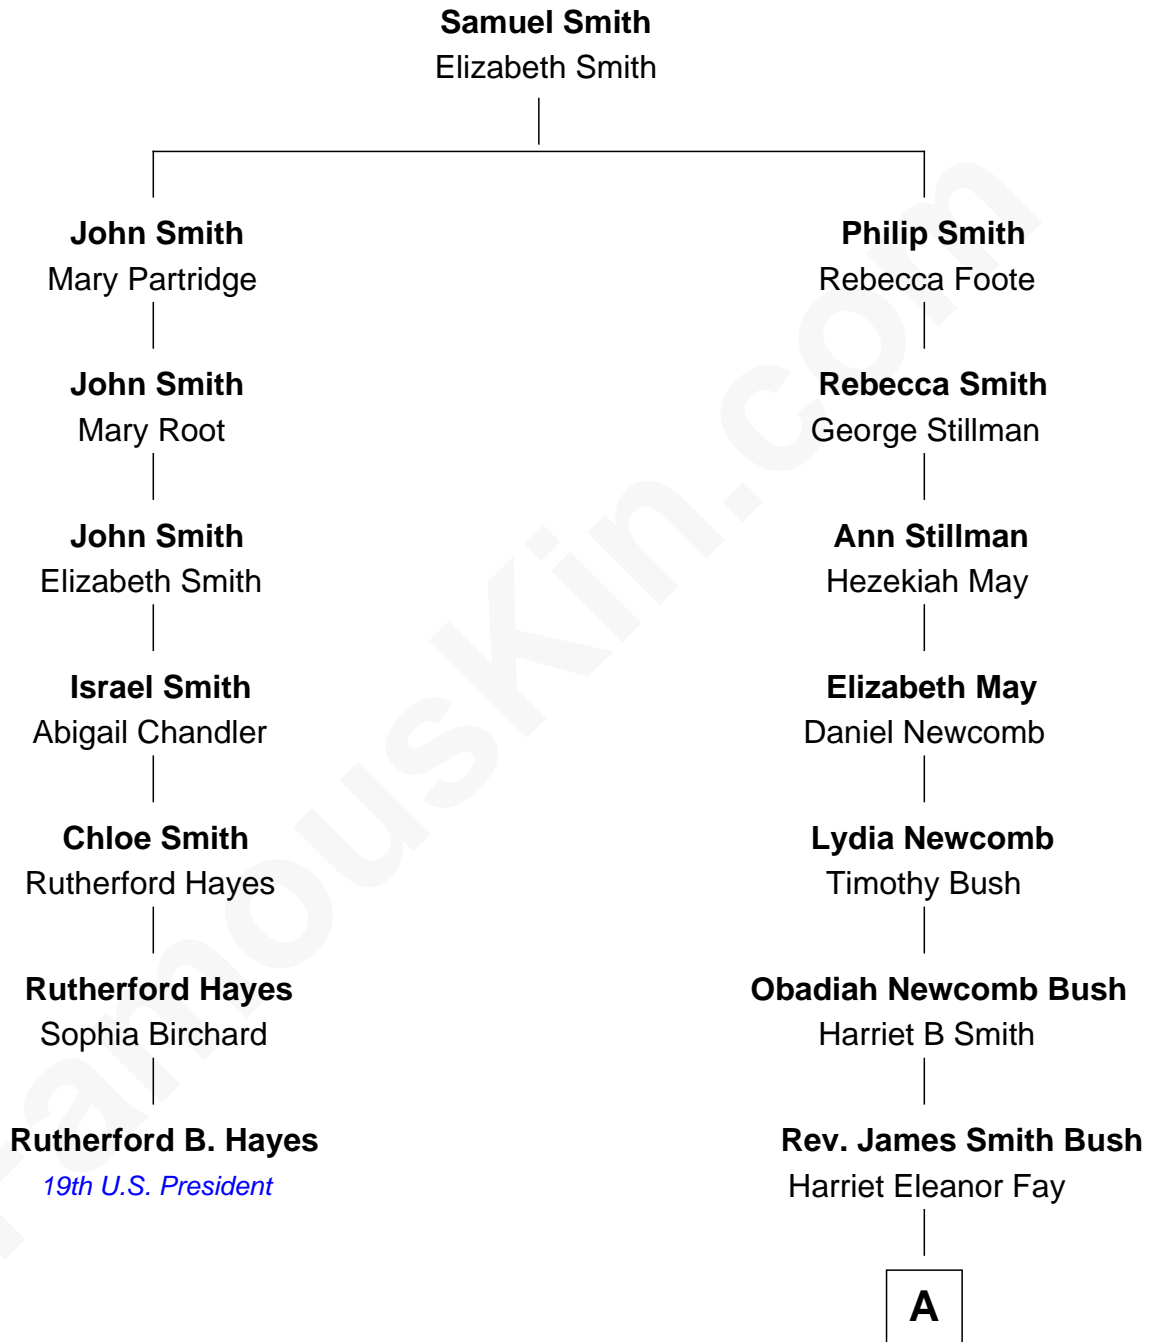 Samuel Smith
Elizabeth Smith
John Smith
Mary Partridge
Philip Smith
Rebecca Foote
John Smith
Mary Root
Rebecca Smith
George Stillman
John Smith
Elizabeth Smith
Ann Stillman
Hezekiah May
Israel Smith
Abigail Chandler
Elizabeth May
Daniel Newcomb
Chloe Smith
Rutherford Hayes
Lydia Newcomb
Timothy Bush
Rutherford Hayes
Sophia Birchard
Obadiah Newcomb Bush
Harriet B Smith
Rutherford B. Hayes
19th U.S. President
Rev. James Smith Bush
Harriet Eleanor Fay
A
FamousKin.com